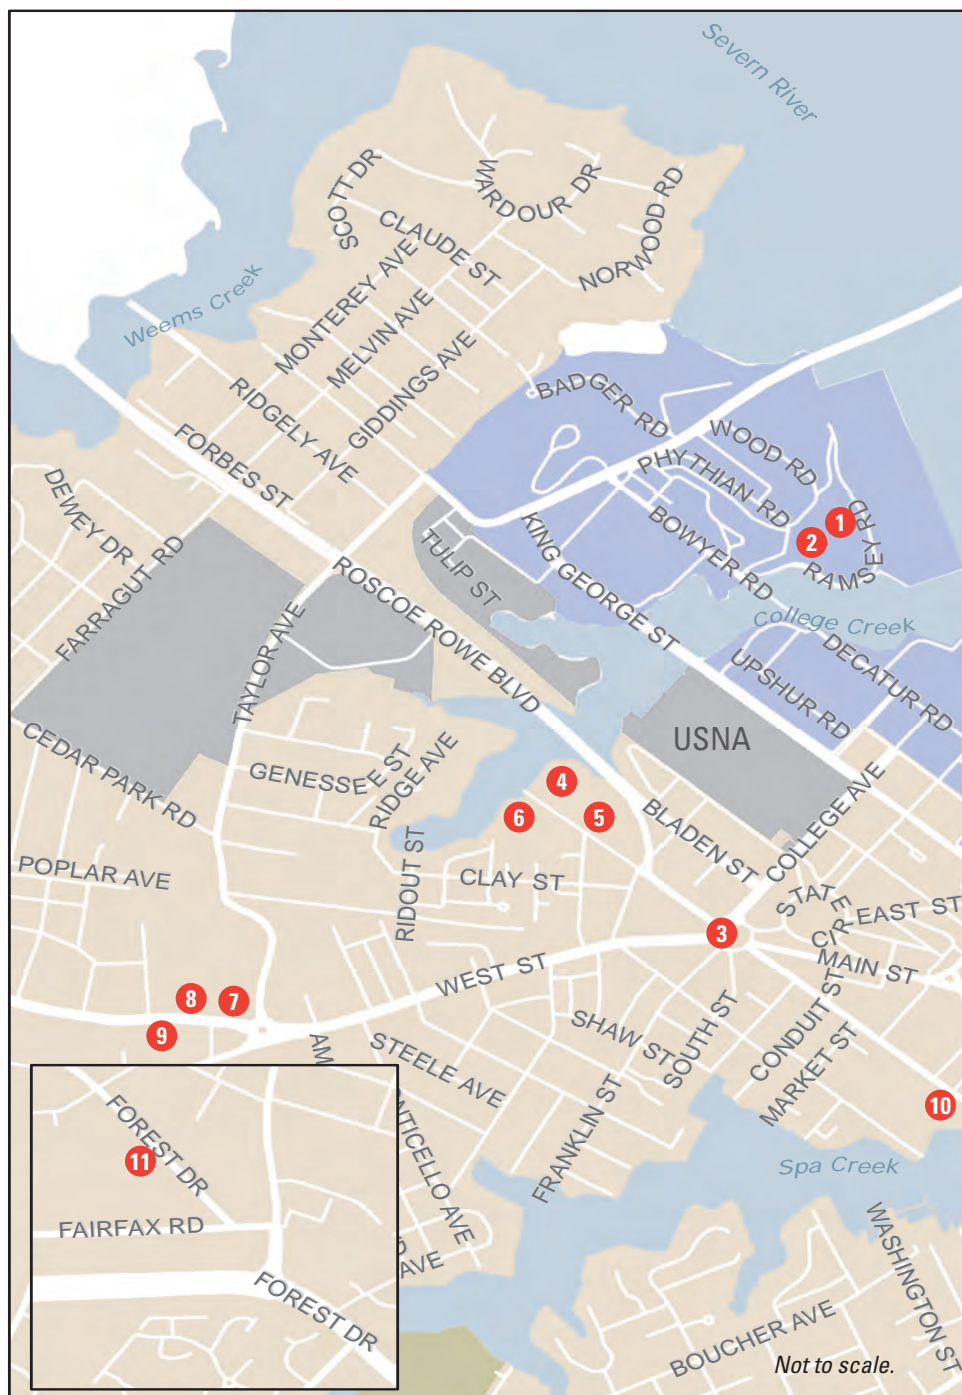 Severn River
SCOTT DR
WARDOUR DR
NORWOOD RD
CLAUDE ST
Weems Creek
MONTEREY AVE
MELVIN AVE
GIDDINGS AVE
RIDGELY AVE
FORBES ST
BADGER RD
WOOD RD
PHYTHIAN RD
BOWYER RD
1
2
RAMSEY RD
DEWEY DR
FARRAGUT RD
TULIP ST
KING GEORGE ST
College Creek
ROSCOE ROWE BLVD
TAYLOR AVE
UPSHUR RD
DECATUR RD
USNA
CEDAR PARK RD
GENESSEE ST
RIDGE AVE
4
6
5
BLADEN ST
COLLEGE AVE
POPLAR AVE
RIDOUT ST
CLAY ST
STATE CIR
EAST ST
3
MAIN ST
WEST ST
8
7
9
SHAW ST
SOUTH ST
CONDUIT ST
MARKET ST
STEELE AVE
AM
FRANKLIN ST
10
NTICELLO AVE
Spa Creek
FOREST DR
11
FAIRFAX RD
AVE
WASHINGTON ST
FOREST DR
BOUCHER AVE
Not to scale.